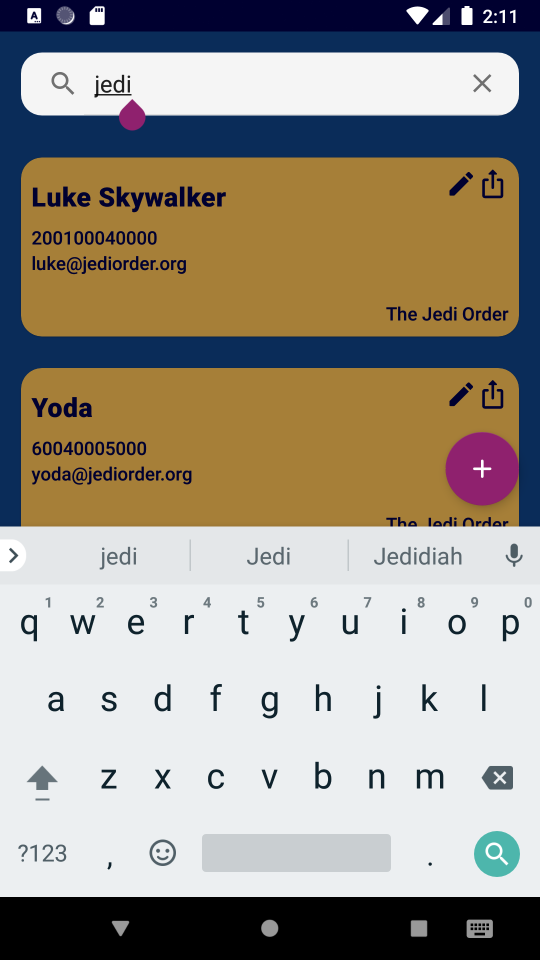 2:11
jedi
Luke Skywalker
200100040000
luke@jediorder.org
The Jedi Order
Yoda
60040005000
yoda@jediorder.org
The Jedi Order
jedi Jedi Jedidiah
1 2 3 4 5 6 7 8 9 0
q w e r t y u i o p
a s d f g h j k l
z x c v b n m
?123 , .